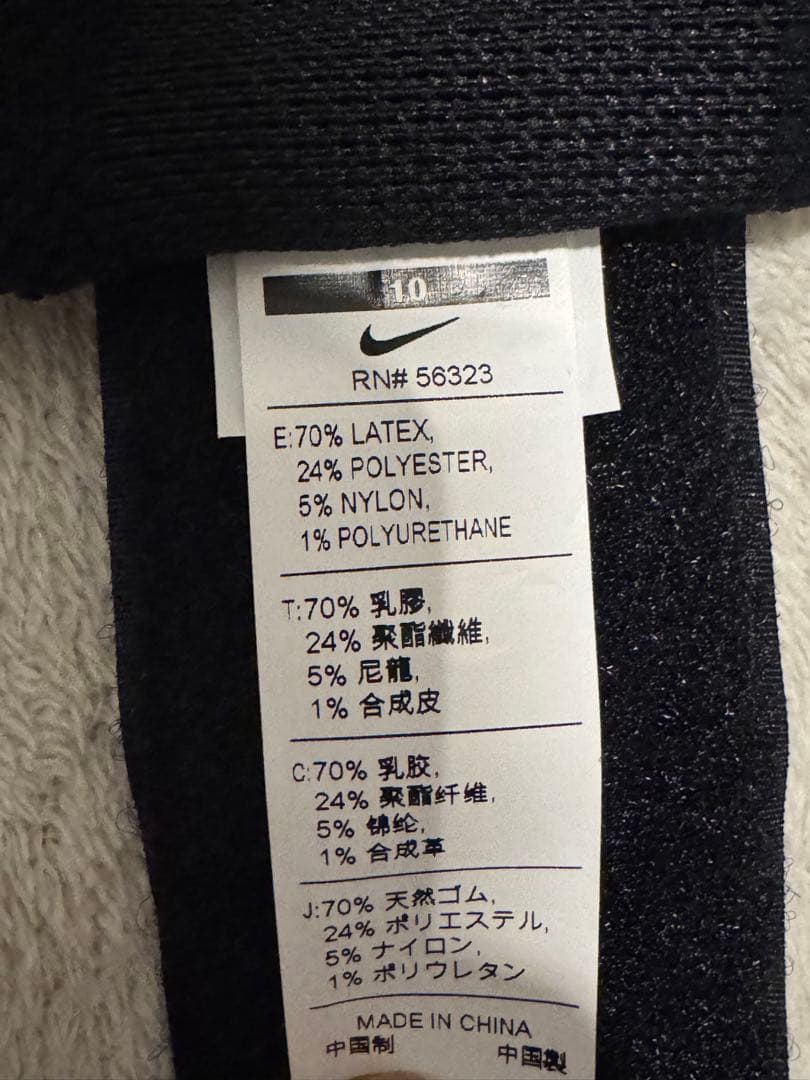 10
RN# 56323
E:70% LATEX,
24% POLYESTER,
5% NYLON,
1% POLYURETHANE
T:70% 乳膠,
24% 聚酯纖維,
5% 尼龍,
1% 合成皮
C:70% 乳胶,
24% 聚酯纤维,
5% 锦纶,
1% 合成革
J:70% 天然ゴム,
24% ポリエステル,
5% ナイロン,
1% ポリウレタン
MADE IN CHINA
中国制 中国製